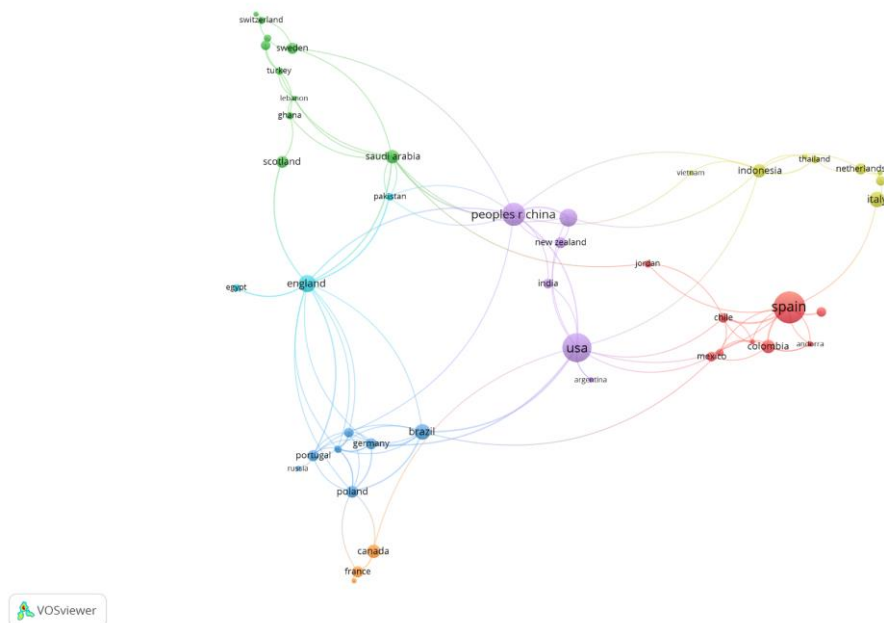 switzerland
sweden
turkey
lebanon
ghana
scotland
saudi arabia
pakistan
peoples r china
new zealand
india
vietnam
indonesia
thailand
netherlands
italy
jordan
egypt
england
spain
chile
mexico
colombia
andorra
usa
argentina
brazil
germany
portugal
russia
poland
canada
france
VOSviewer